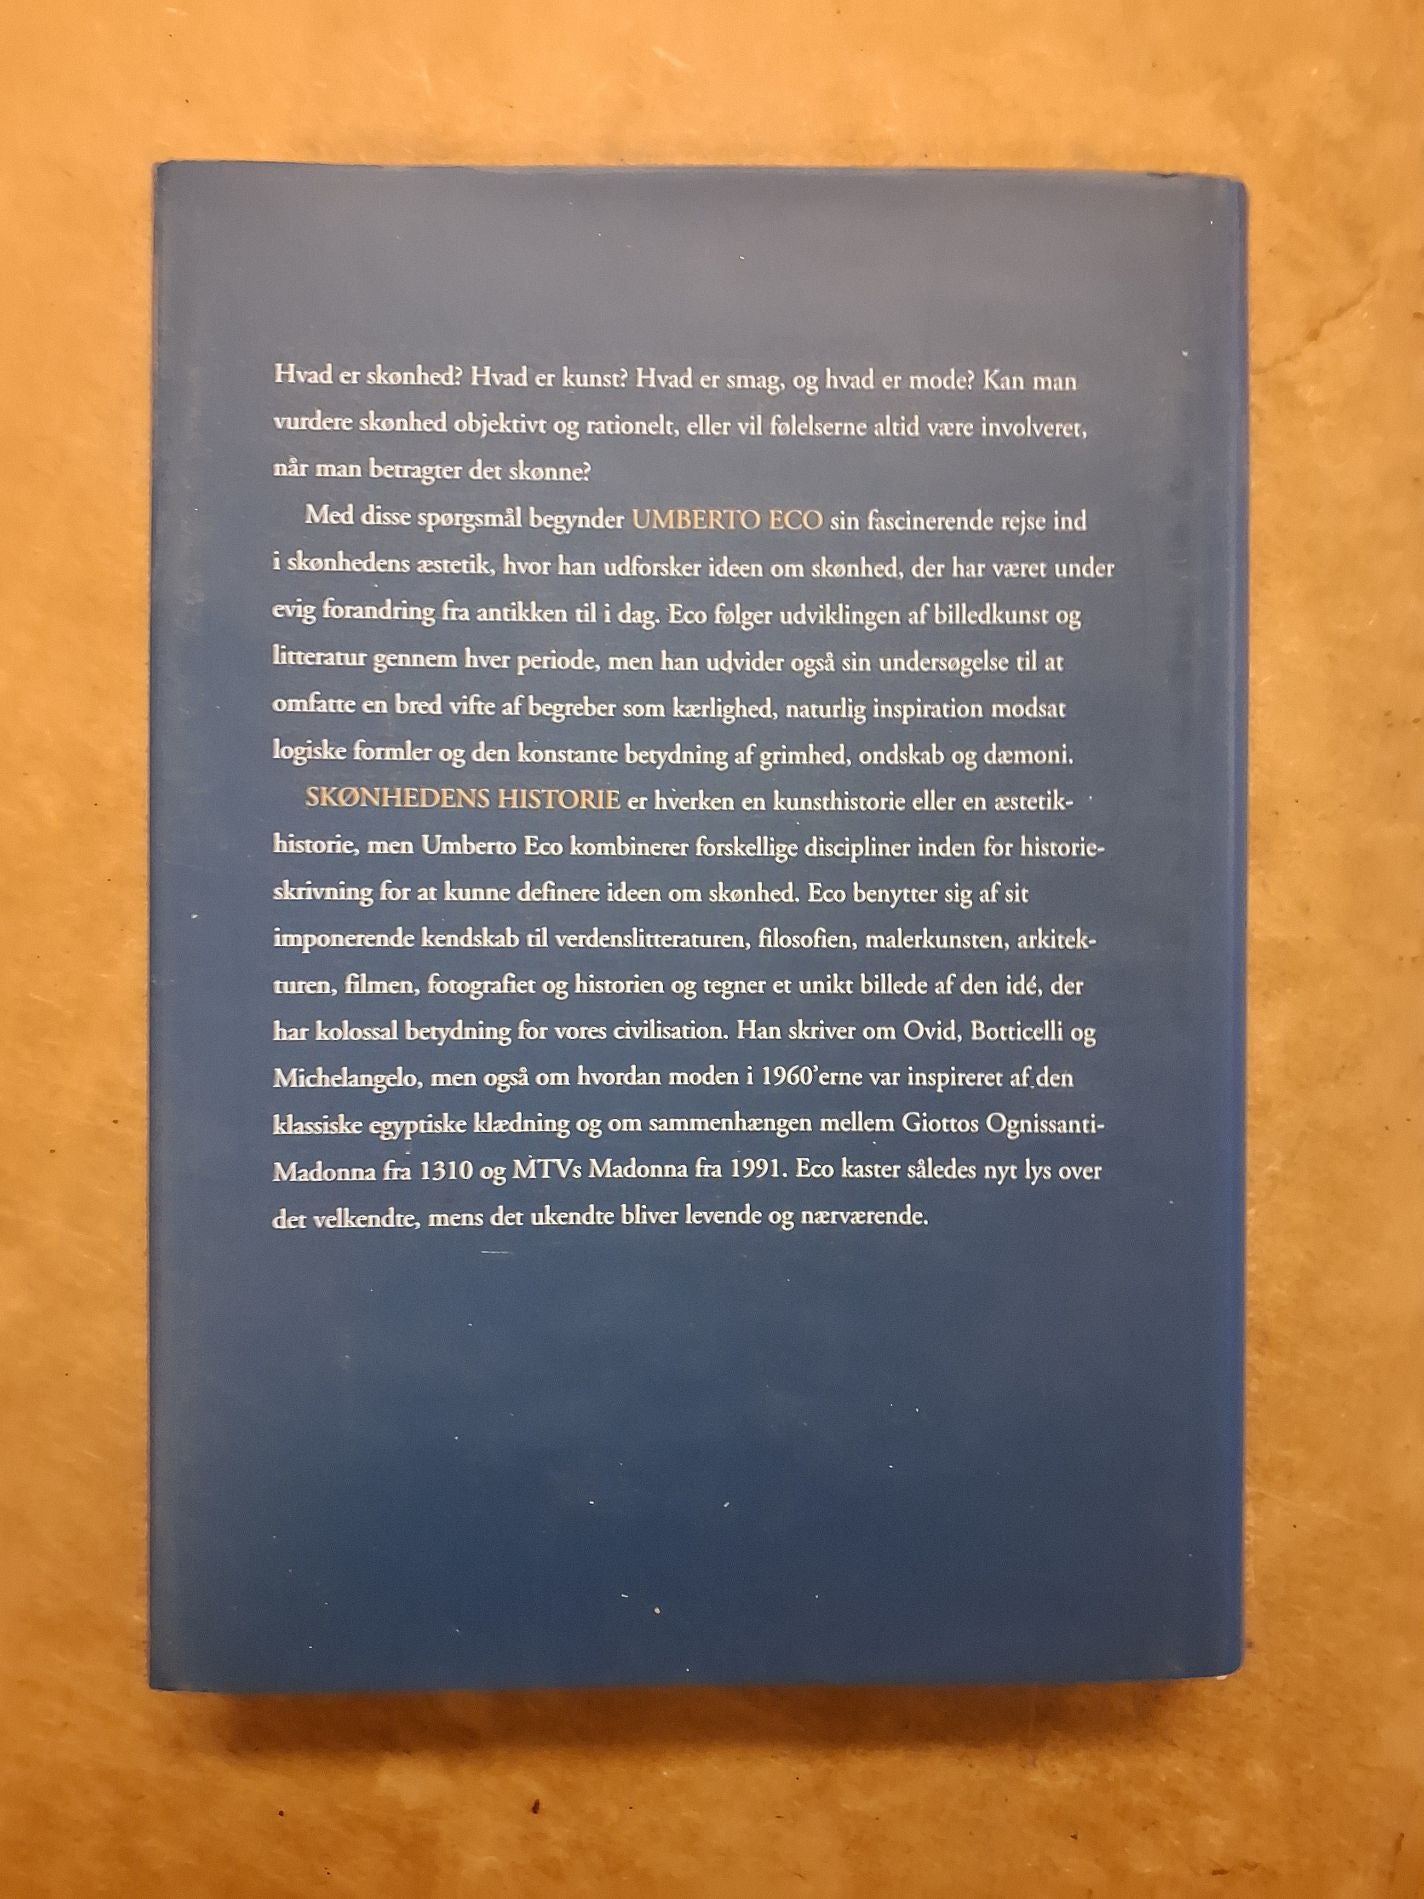 Hvad er skønhed? Hvad er kunst? Hvad er smag, og hvad er mode? Kan man
vurdere skønhed objektivt og rationelt, eller vil følelserne altid være involveret,
når man betragter det skønne?
Med disse spørgsmål begynder UMBERTO ECO sin fascinerende rejse ind
i skønhedens æstetik, hvor han udforsker ideen om skønhed, der har været under
evig forandring fra antikken til i dag. Eco følger udviklingen af billedkunst og
litteratur gennem hver periode, men han udvider også sin undersøgelse til at
omfatte en bred vifte af begreber som kærlighed, naturlig inspiration modsat
logiske formler og den konstante betydning af grimhed, ondskab og dæmoni.
SKØNHEDENS HISTORIE er hverken en kunsthistorie eller en æstetik-
historie, men Umberto Eco kombinerer forskellige discipliner inden for historie-
skrivning for at kunne definere ideen om skønhed. Eco benytter sig af sit
imponerende kendskab til verdenslitteraturen, filosofien, malerkunsten, arkitek-
turen, filmen, fotografiet og historien og tegner et unikt billede af den idé, der
har kolossal betydning for vores civilisation. Han skriver om Ovid, Botticelli og
Michelangelo, men også om hvordan moden i 1960'erne var inspireret af den
klassiske egyptiske klædning og om sammenhængen mellem Giottos Ognissanti-
Madonna fra 1310 og MTVs Madonna fra 1991. Eco kaster således nyt lys over
det velkendte, mens det ukendte bliver levende og nærværende.